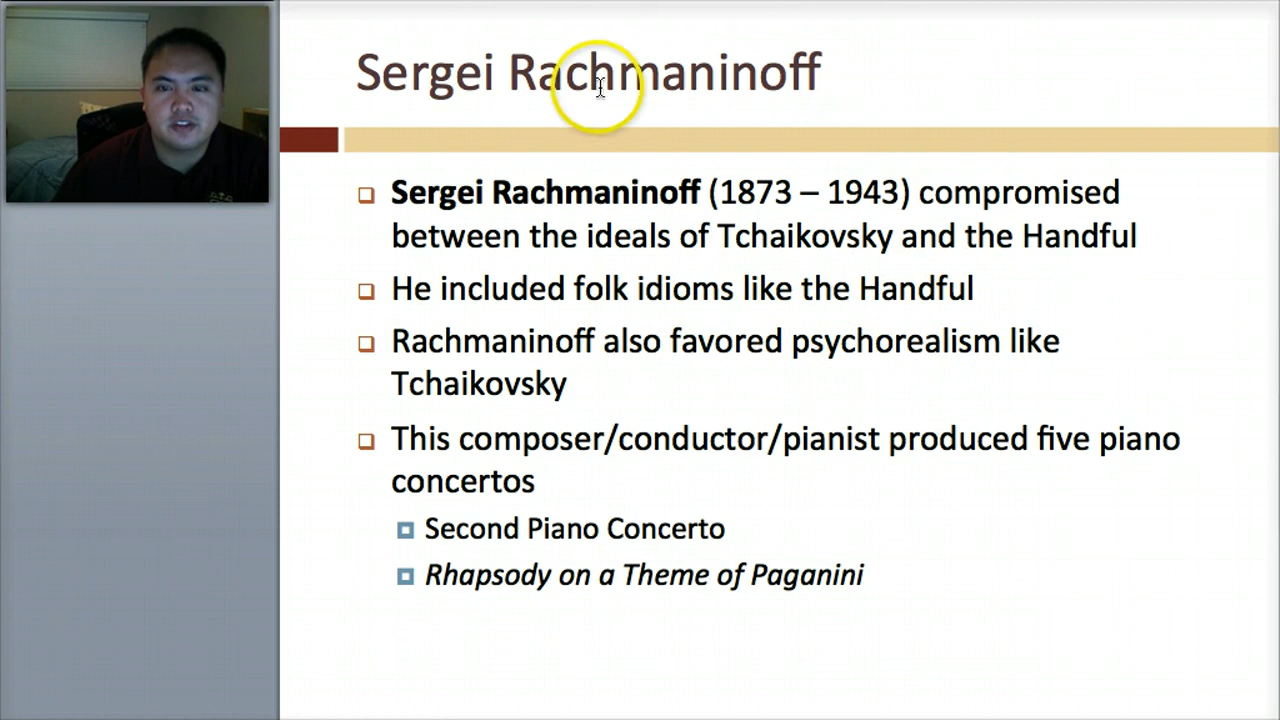 Sergei Rachmaninoff
Sergei Rachmaninoff (1873 – 1943) compromised
between the ideals of Tchaikovsky and the Handful
He included folk idioms like the Handful
Rachmaninoff also favored psychorealism like
Tchaikovsky
This composer/conductor/pianist produced five piano
concertos
Second Piano Concerto
Rhapsody on a Theme of Paganini